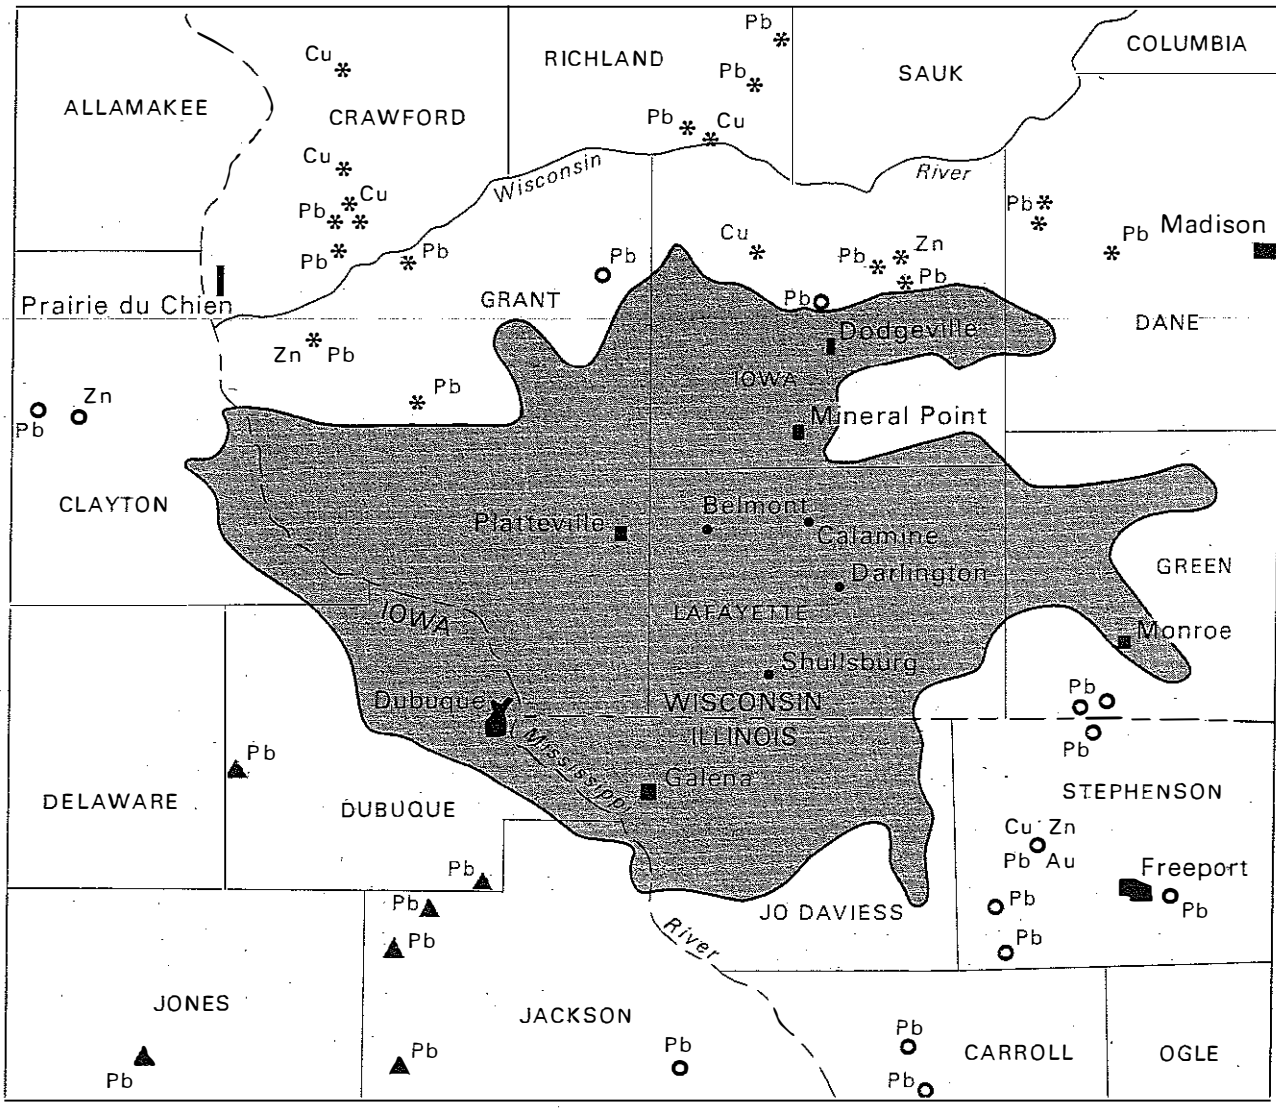 Pb
COLUMBIA
Cu
RICHLAND
SAUK
Pb
ALLAMAKEE
CRAWFORD
Pb
Cu
Cu
Wisconsin
River
Cu
Pb
Pb
Pb
Madison
Cu
Zn
Pb
Pb
Pb
Pb
Pb
Pb
Prairie du Chien
GRANT
Pb
DANE
Dodgeville
Zn
Pb
IOWA
Pb
Zn
Pb
Mineral Point
CLAYTON
Belmont
Platteville
Calamine
GREEN
Darlington
IOWA
LAFAYETTE
Monroe
Shullsburg
Pb
Dubuque
WISCONSIN
ILLINOIS
Mississippi
Pb
Pb
Galena
DELAWARE
DUBUQUE
STEPHENSON
Cu Zn
Pb Au
Pb
Freeport
Pb
Pb
Pb
JO DAVIESS
River
Pb
Pb
JONES
JACKSON
Pb
Pb
Pb
CARROLL
OGLE
Pb
Pb